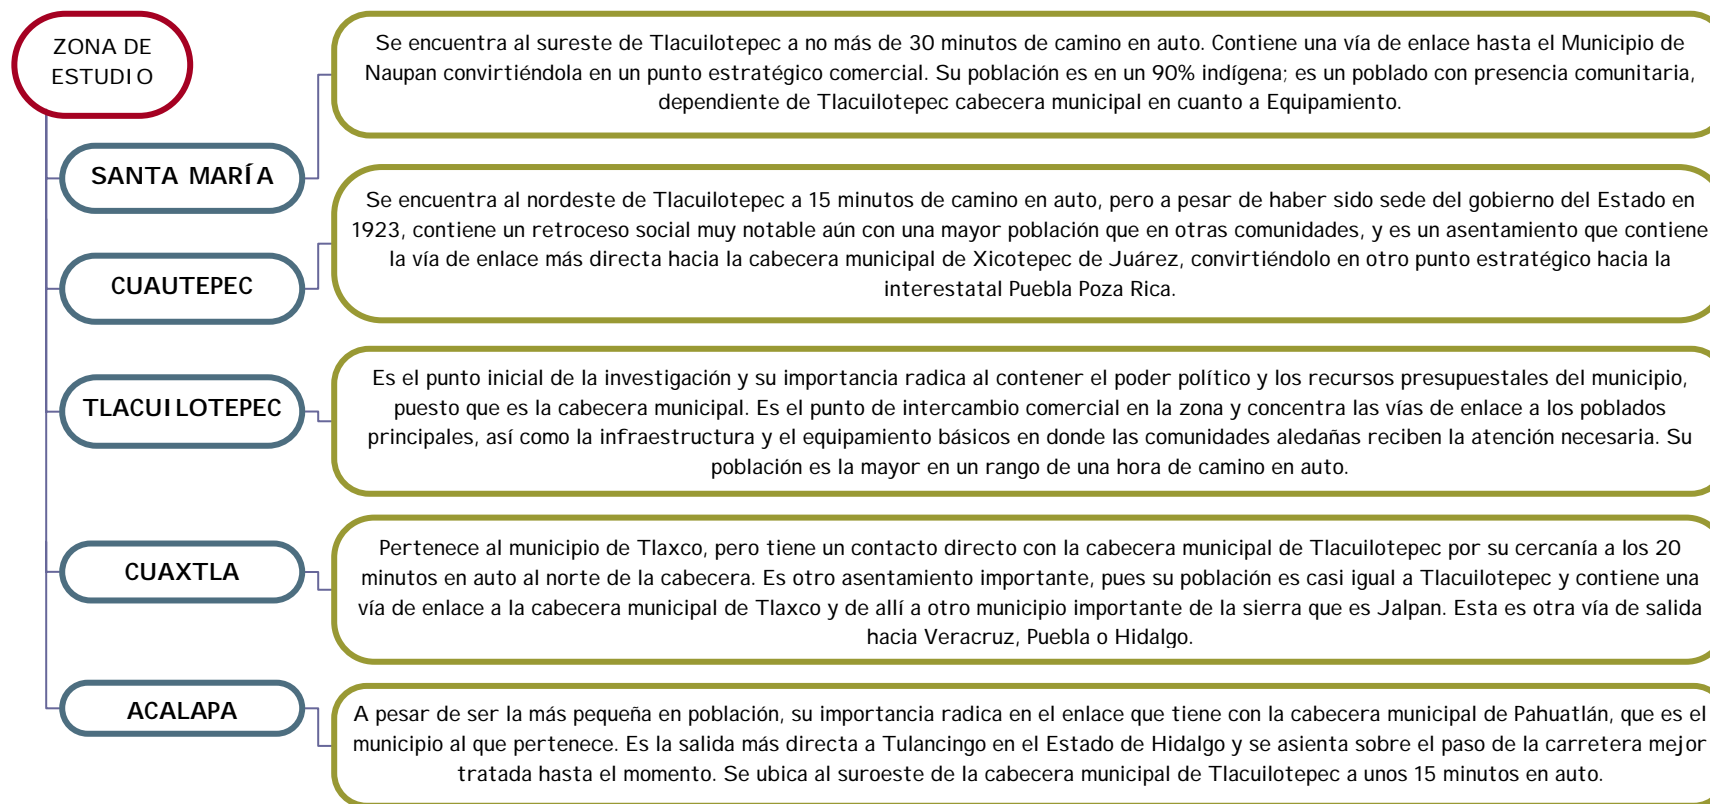 ZONA DE
ESTUDIO
Se encuentra al sureste de Tlacuilotepec a no más de 30 minutos de camino en auto. Contiene una vía de enlace hasta el Municipio de
Naupan convirtiéndola en un punto estratégico comercial. Su población es en un 90% indígena; es un poblado con presencia comunitaria,
dependiente de Tlacuilotepec cabecera municipal en cuanto a Equipamiento.
SANTA MARÍA
Se encuentra al nordeste de Tlacuilotepec a 15 minutos de camino en auto, pero a pesar de haber sido sede del gobierno del Estado en
1923, contiene un retroceso social muy notable aún con una mayor población que en otras comunidades, y es un asentamiento que contiene
la vía de enlace más directa hacia la cabecera municipal de Xicotepec de Juárez, convirtiéndolo en otro punto estratégico hacia la
interestatal Puebla Poza Rica.
CUAUTEPEC
Es el punto inicial de la investigación y su importancia radica al contener el poder político y los recursos presupuestales del municipio,
puesto que es la cabecera municipal. Es el punto de intercambio comercial en la zona y concentra las vías de enlace a los poblados
principales, así como la infraestructura y el equipamiento básicos en donde las comunidades aledañas reciben la atención necesaria. Su
población es la mayor en un rango de una hora de camino en auto.
TLACUILOTEPEC
Pertenece al municipio de Tlaxco, pero tiene un contacto directo con la cabecera municipal de Tlacuilotepec por su cercanía a los 20
minutos en auto al norte de la cabecera. Es otro asentamiento importante, pues su población es casi igual a Tlacuilotepec y contiene una
vía de enlace a la cabecera municipal de Tlaxco y de allí a otro municipio importante de la sierra que es Jalpan. Esta es otra vía de salida
hacia Veracruz, Puebla o Hidalgo.
CUAXTLA
A pesar de ser la más pequeña en población, su importancia radica en el enlace que tiene con la cabecera municipal de Pahuatlán, que es el
municipio al que pertenece. Es la salida más directa a Tulancingo en el Estado de Hidalgo y se asienta sobre el paso de la carretera mejor
tratada hasta el momento. Se ubica al suroeste de la cabecera municipal de Tlacuilotepec a unos 15 minutos en auto.
ACALAPA